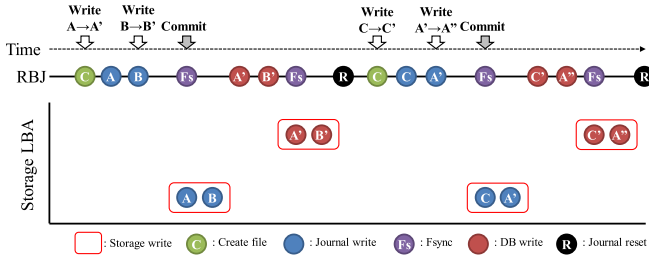 Write Write Write Write
A→A’ B→B’ Commit C→C’ A’→A” Commit
Time
RBJ C A B Fs A’ B’ Fs R C C A’ Fs C’ A” Fs R
A’ B’ C’ A”
Storage LBA
A B C A’
: Storage write C : Create file : Journal write Fs : Fsync : DB write R : Journal reset